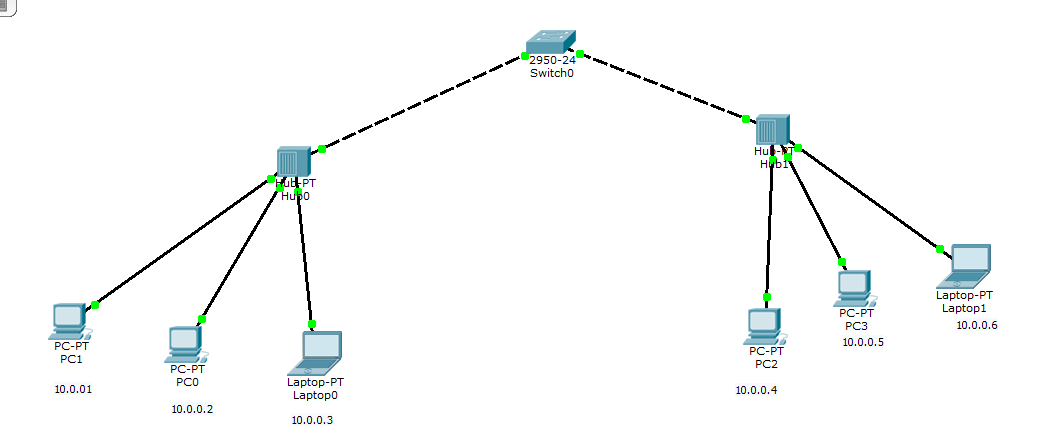 2950-24
Switch0
Hub-PT
Hub1
Hub-PT
Hub0
Laptop-PT
Laptop1
10.0.0.6
PC-PT
PC3
10.0.0.5
PC-PT
PC1
10.0.01
PC-PT
PC0
10.0.0.2
Laptop-PT
Laptop0
10.0.0.3
PC-PT
PC2
10.0.0.4